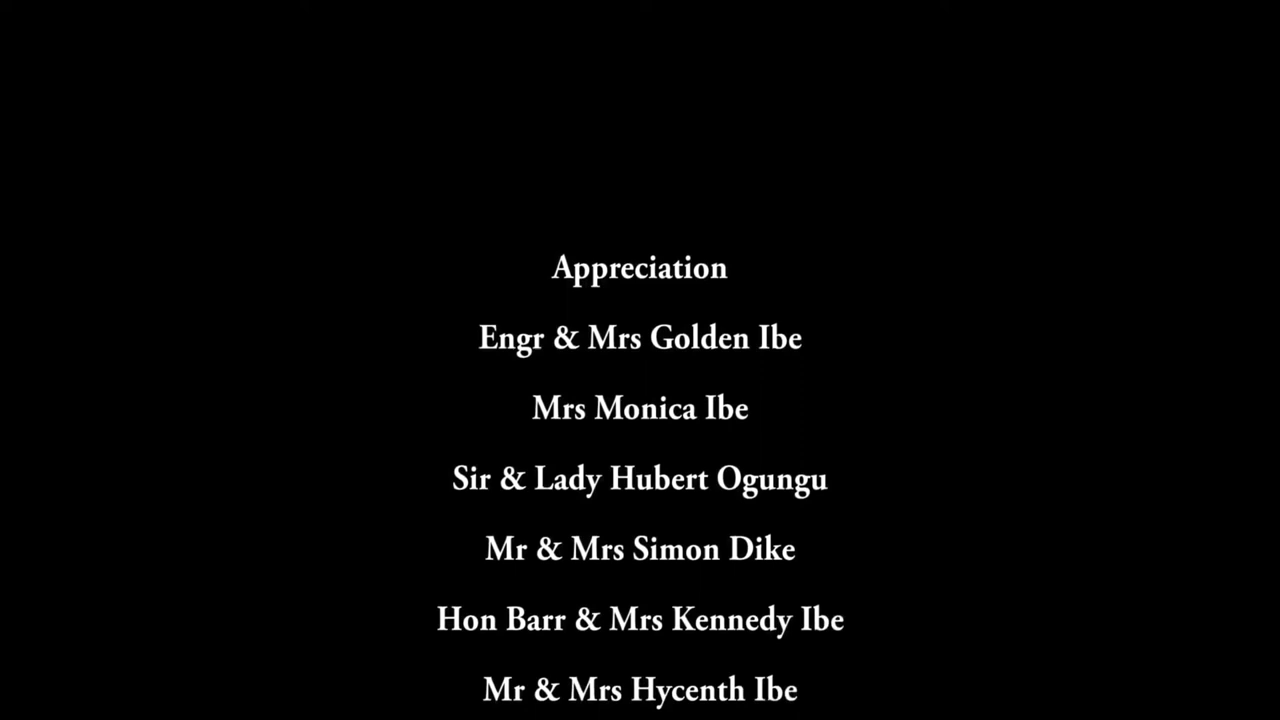 Appreciation
Engr & Mrs Golden Ibe
Mrs Monica Ibe
Sir & Lady Hubert Ogungu
Mr & Mrs Simon Dike
Hon Barr & Mrs Kennedy Ibe
Mr & Mrs Hycenth Ibe